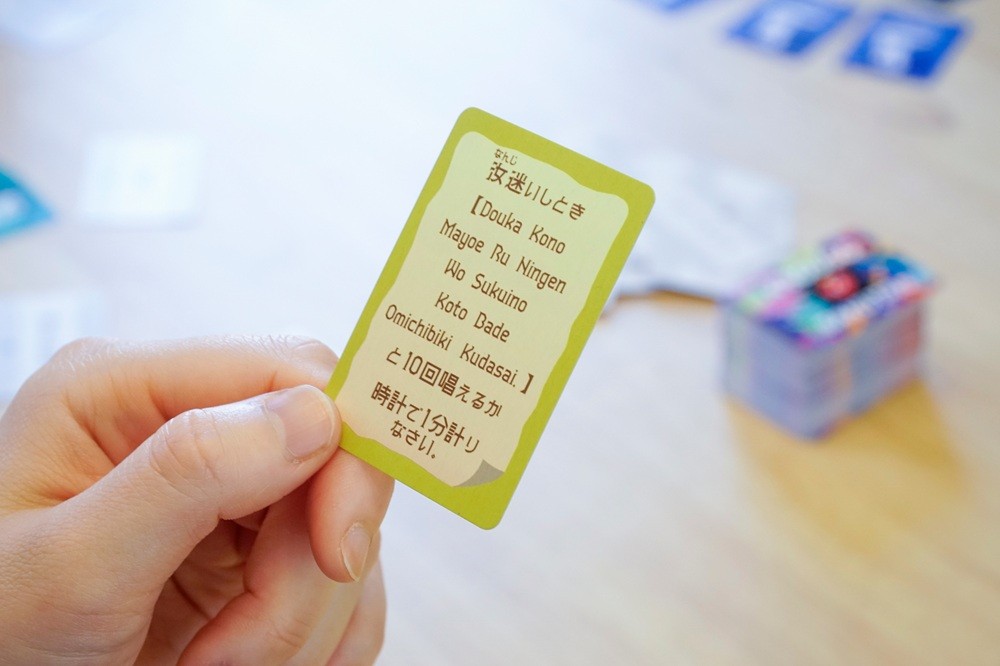 なんじ
汝迷いしとき
【Douka Kono
Mayoe Ru Ningen
Wo Sukuino
Koto Bade
Omichibiki Kudasai.】
と10回唱えるか
時計で1分計り
なさい。